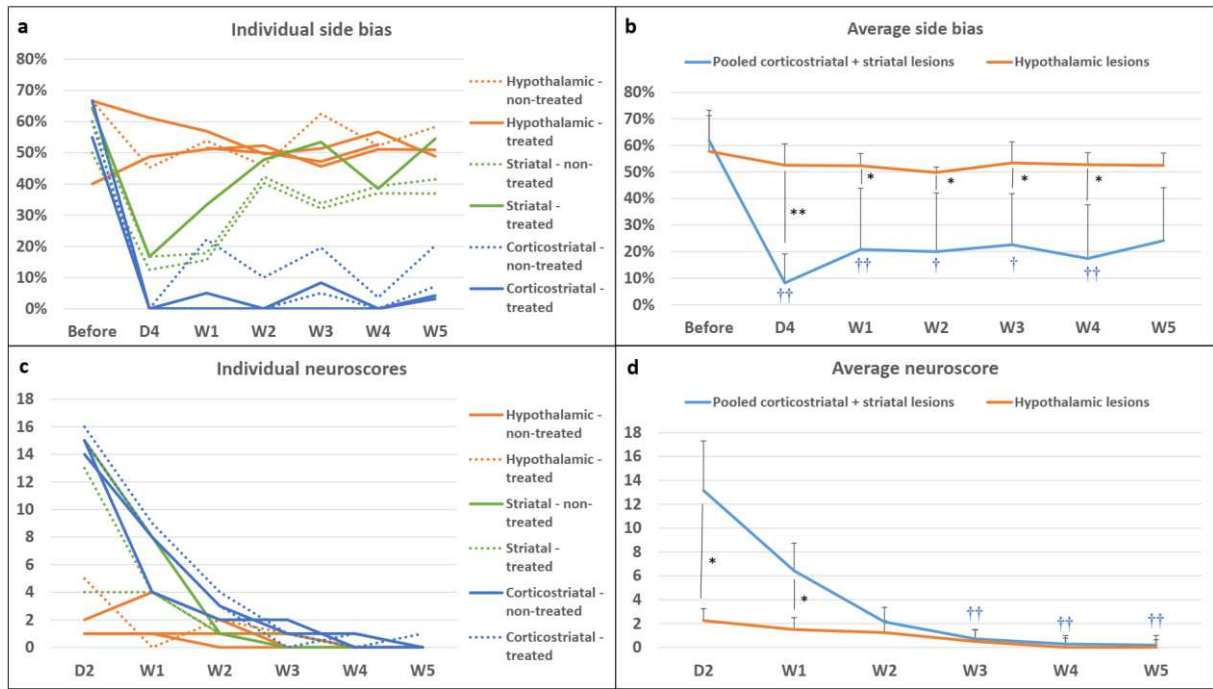 a
Individual side bias
80%
70%
60%
50%
40%
30%
20%
10%
0%
Before D4 W1 W2 W3 W4 W5
Hypothalamic -
non-treated
Hypothalamic -
treated
Striatal - non-
treated
Striatal -
treated
Corticostriatal -
non-treated
Corticostriatal -
treated
b
Average side bias
Pooled corticostriatal + striatal lesions Hypothalamic lesions
80%
70%
60%
50%
40%
30%
20%
10%
0%
** * * * *
†† †† † † ††
Before D4 W1 W2 W3 W4 W5
c
Individual neuroscores
18
16
14
12
10
8
6
4
2
0
D2 W1 W2 W3 W4 W5
Hypothalamic -
non-treated
Hypothalamic -
treated
Striatal - non-
treated
Striatal -
treated
Corticostriatal -
non-treated
Corticostriatal -
treated
d
Average neuroscore
Pooled corticostriatal + striatal lesions Hypothalamic lesions
18
16
14
12
10
8
6
4
2
0
* *
†† †† ††
D2 W1 W2 W3 W4 W5